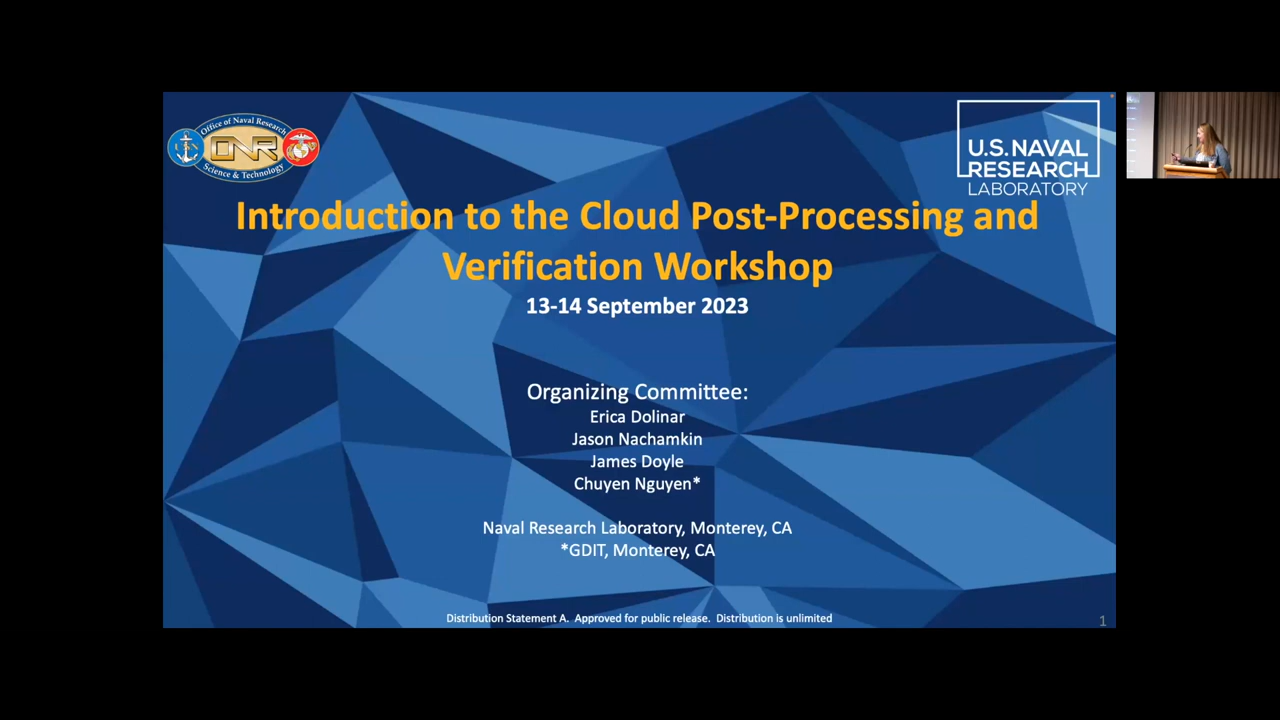 Office of Naval Research
ONR
Science & Technology
U.S. NAVAL
RESEARCH
LABORATORY
Introduction to the Cloud Post-Processing and
Verification Workshop
13-14 September 2023
Organizing Committee:
Erica Dolinar
Jason Nachamkin
James Doyle
Chuyen Nguyen*
Naval Research Laboratory, Monterey, CA
*GDIT, Monterey, CA
Distribution Statement A. Approved for public release. Distribution is unlimited
1